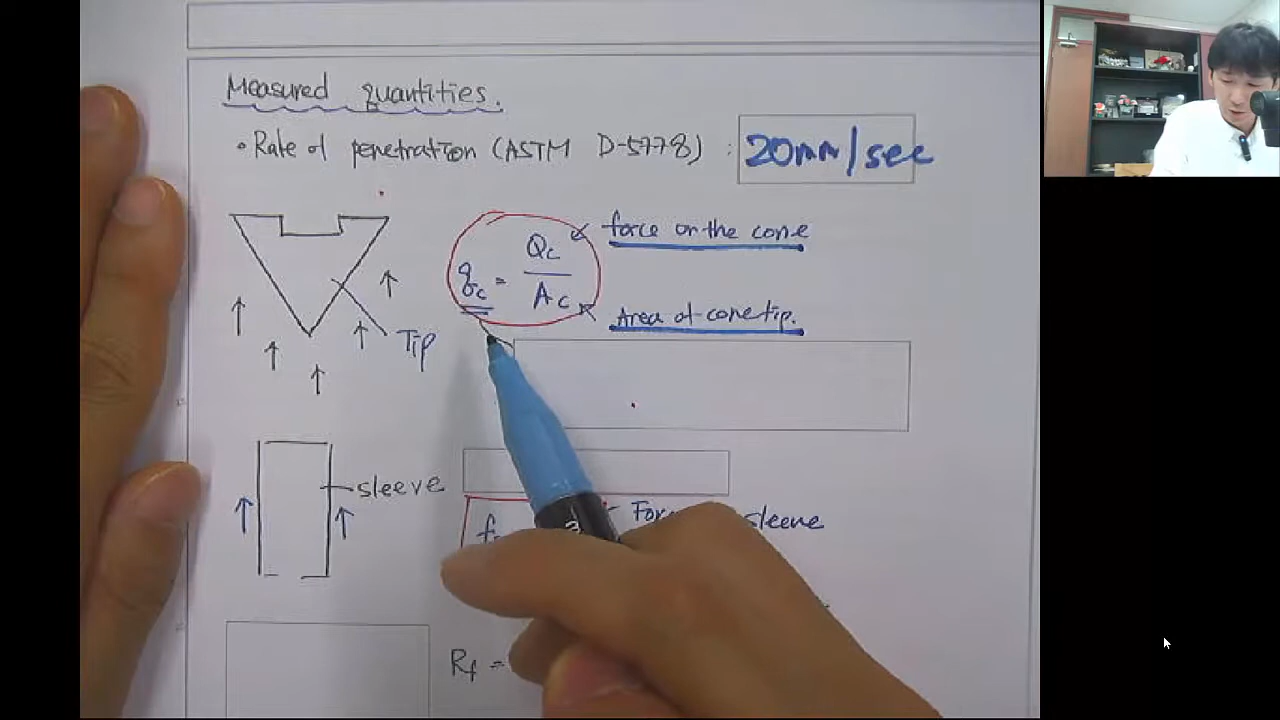 Measured quantities.
• Rate of penetration (ASTM D-5778) : 20mm/sec
qc = Qc / Ac
force on the cone
Area of cone tip.
Tip
sleeve
sleeve
Rf =